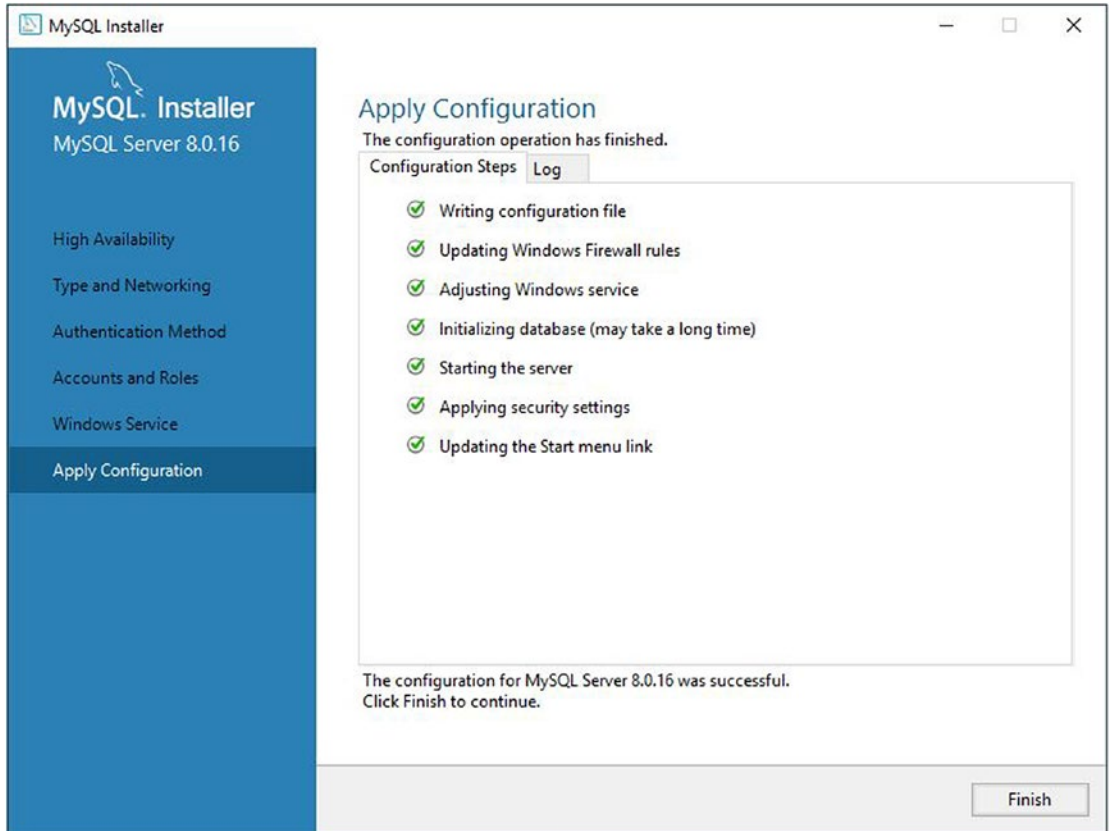 MySQL Installer
MySQL. Installer
MySQL Server 8.0.16
High Availability
Type and Networking
Authentication Method
Accounts and Roles
Windows Service
Apply Configuration
Apply Configuration
The configuration operation has finished.
Configuration Steps Log
Writing configuration file
Updating Windows Firewall rules
Adjusting Windows service
Initializing database (may take a long time)
Starting the server
Applying security settings
Updating the Start menu link
The configuration for MySQL Server 8.0.16 was successful.
Click Finish to continue.
Finish